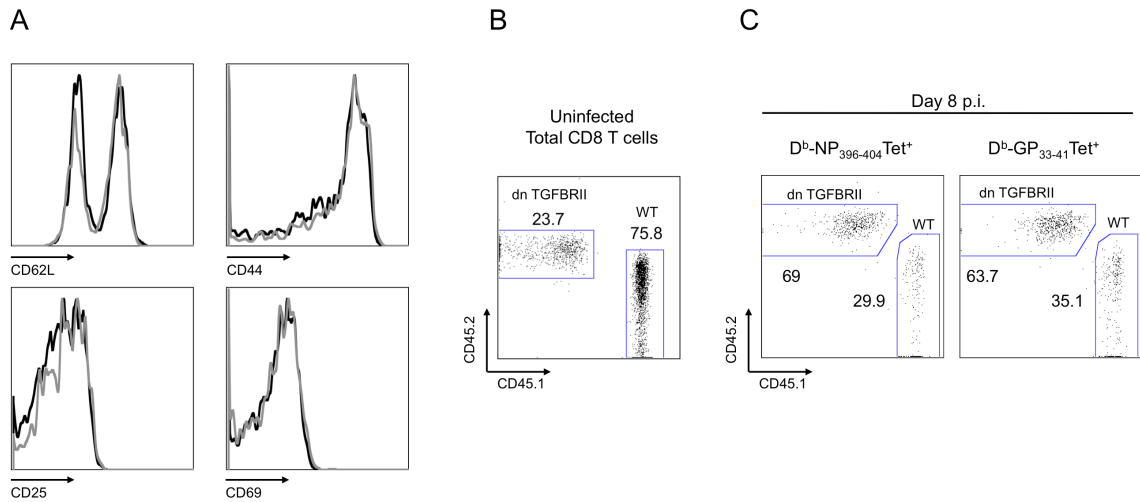 A
CD62L
CD44
CD25
CD69
B
Uninfected
Total CD8 T cells
dn TGFBRII
23.7
WT
75.8
CD45.2
CD45.1
C
Day 8 p.i.
Dᵇ-NP₃₉₆₋₄₀₄Tet⁺
Dᵇ-GP₃₃₋₄₁Tet⁺
dn TGFBRII
WT
69
29.9
dn TGFBRII
WT
63.7
35.1
CD45.2
CD45.1